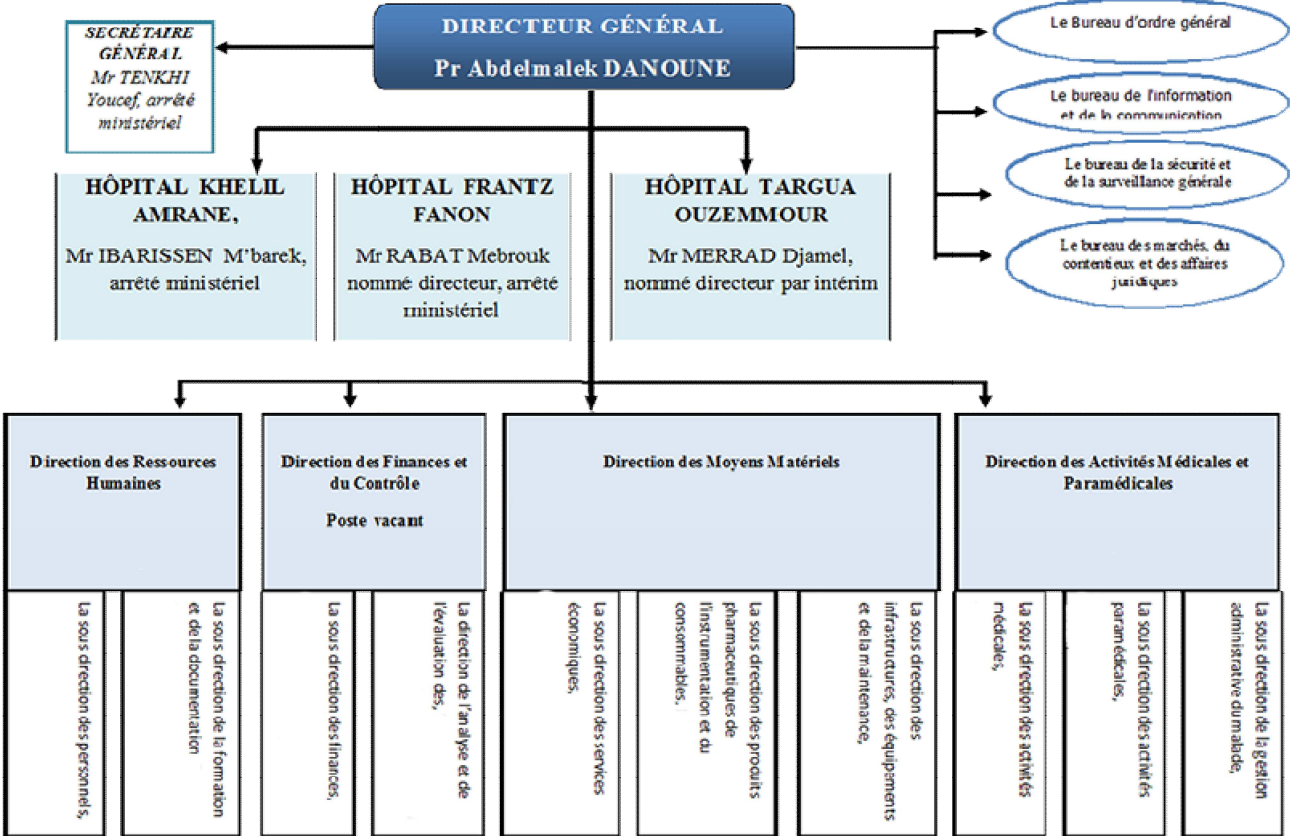 DIRECTEUR GÉNÉRAL
Pr Abdelmalek DANOUNE
SECRÉTAIRE
GÉNÉRAL
Mr TENKHI
Youcef, arrêté
ministériel
Le Bureau d’ordre général
Le bureau de l’information
et de la communication
Le bureau de la sécurité et
de la surveillance générale
Le bureau des marchés, du
contentieux et des affaires
juridiques
HÔPITAL KHELIL
AMRANE,
Mr IBARISSEN M’barek,
arrêté ministériel
HÔPITAL FRANTZ
FANON
Mr RABAT Mebrouk
nommé directeur, arrêté
ministériel
HÔPITAL TARGUA
OUZEMMOUR
Mr MERRAD Djamel,
nommé directeur par intérim
Direction des Ressources
Humaines
Direction des Finances et
du Contrôle
Poste vacant
Direction des Moyens Matériels
Direction des Activités Médicales et
Paramédicales
La sous direction des personnels,
La sous direction de la formation
et de la documentation
La sous direction des finances,
La direction de l’analyse et de
l’évaluation des,
La sous direction des services
économiques,
La sous direction des produits
pharmaceutiques de
l’instrumentation et du
consommables,
La sous direction des
infrastructures, des équipements
et de la maintenance,
La sous direction des activités
médicales,
La sous direction des activités
paramédicales,
La sous direction de la gestion
administrative du malade,